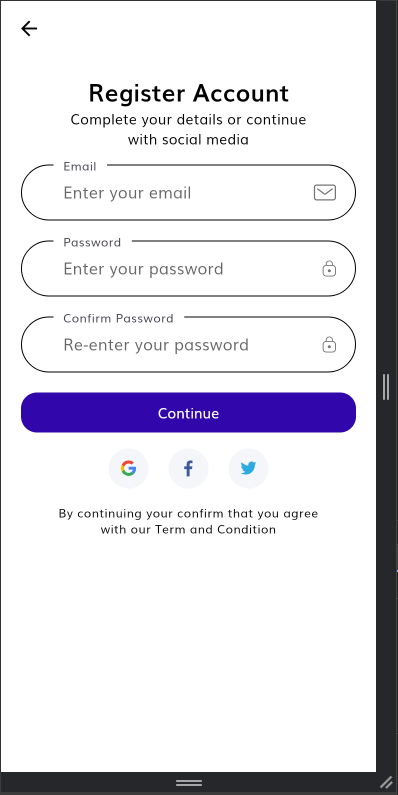 Register Account
Complete your details or continue
with social media
Email
Enter your email
Password
Enter your password
Confirm Password
Re-enter your password
Continue
By continuing your confirm that you agree
with our Term and Condition